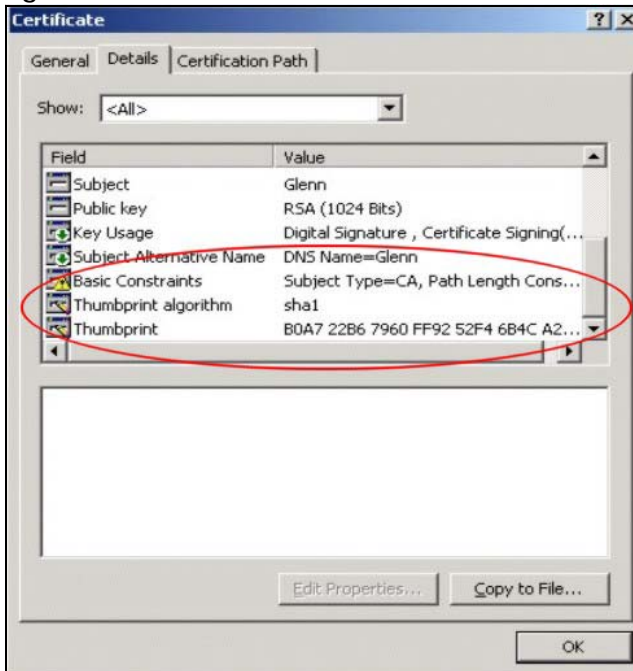 Certificate
General Details Certification Path
Show: <All>
Field Value
Subject Glenn
Public key RSA (1024 Bits)
Key Usage Digital Signature , Certificate Signing(...
Subject Alternative Name DNS Name=Glenn
Basic Constraints Subject Type=CA, Path Length Cons...
Thumbprint algorithm sha1
Thumbprint B0A7 22B6 7960 FF92 52F4 6B4C A2...
Edit Properties... Copy to File...
OK